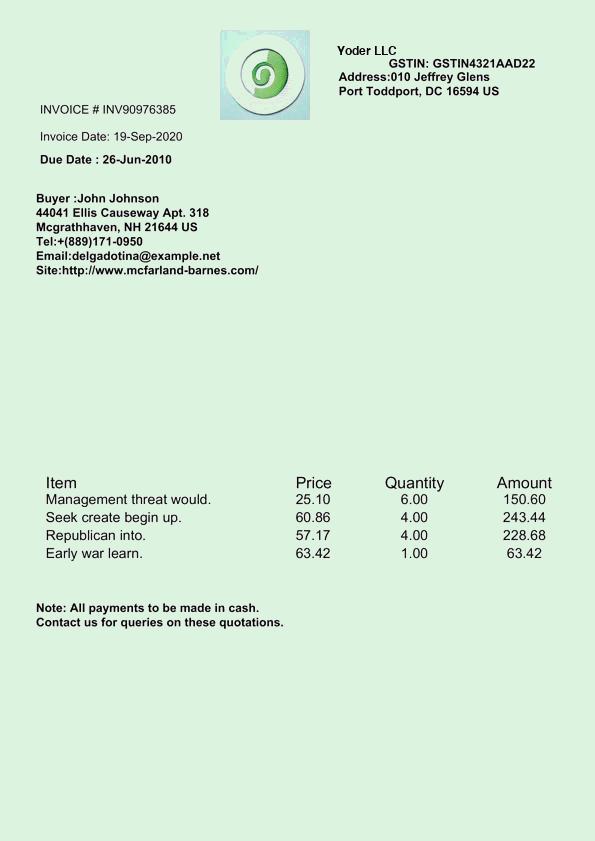 Yoder LLC
GSTIN: GSTIN4321AAD22
Address:010 Jeffrey Glens
Port Toddport, DC 16594 US
INVOICE # INV90976385
Invoice Date: 19-Sep-2020
Due Date : 26-Jun-2010
Buyer :John Johnson
44041 Ellis Causeway Apt. 318
Mcgrathhaven, NH 21644 US
Tel:+(889)171-0950
Email:delgadotina@example.net
Site:http://www.mcfarland-barnes.com/
Item Price Quantity Amount
Management threat would. 25.10 6.00 150.60
Seek create begin up. 60.86 4.00 243.44
Republican into. 57.17 4.00 228.68
Early war learn. 63.42 1.00 63.42
Note: All payments to be made in cash.
Contact us for queries on these quotations.